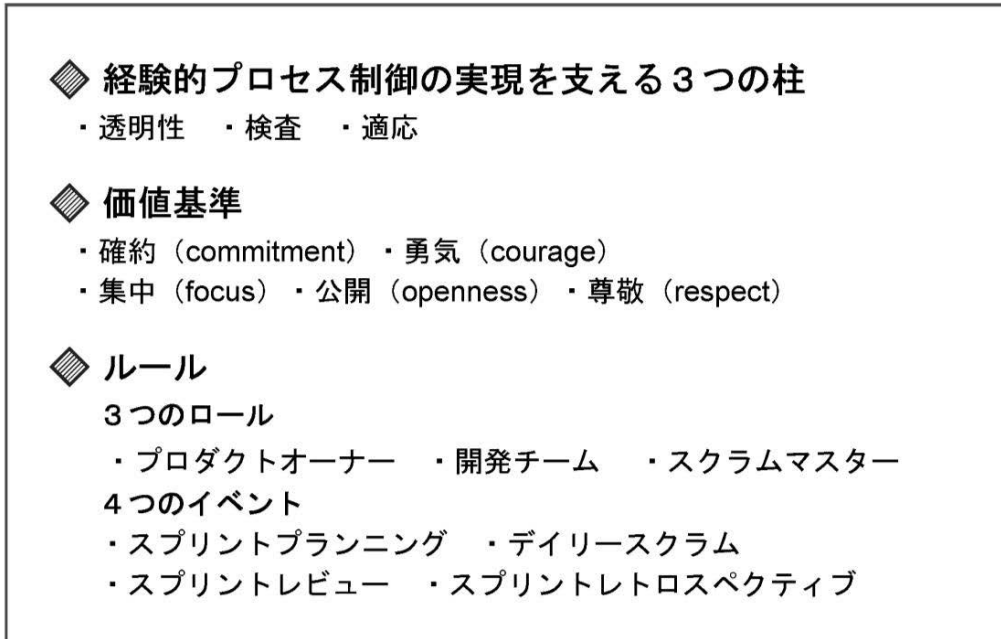 経験的プロセス制御の実現を支える３つの柱
・透明性　・検査　・適応
価値基準
・確約（commitment）・勇気（courage）
・集中（focus）・公開（openness）・尊敬（respect）
ルール
３つのロール
・プロダクトオーナー　・開発チーム　・スクラムマスター
４つのイベント
・スプリントプランニング　・デイリースクラム
・スプリントレビュー　・スプリントレトロスペクティブ